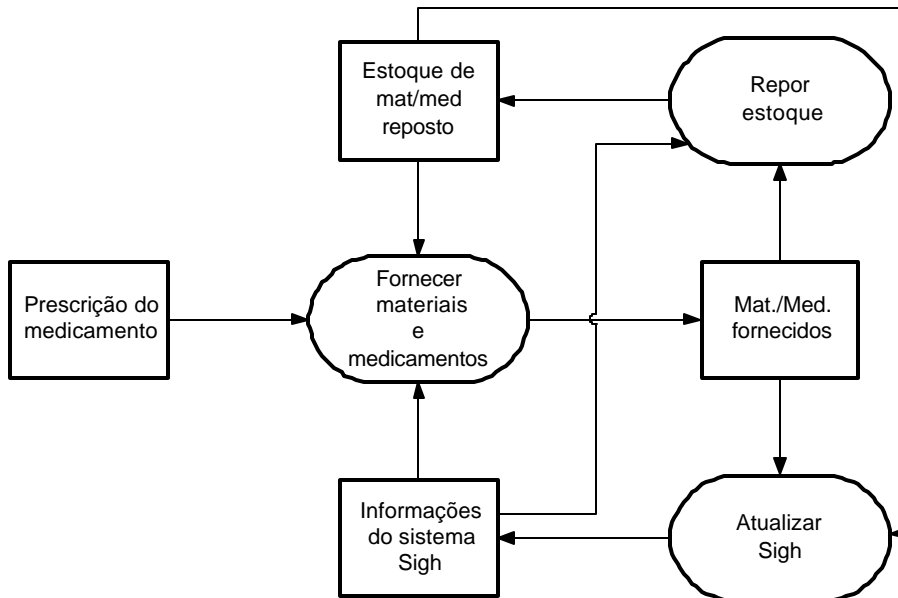 Estoque de
mat/med
reposto
Repor
estoque
Prescrição do
medicamento
Fornecer
materiais
e
medicamentos
Mat./Med.
fornecidos
Informações
do sistema
Sigh
Atualizar
Sigh